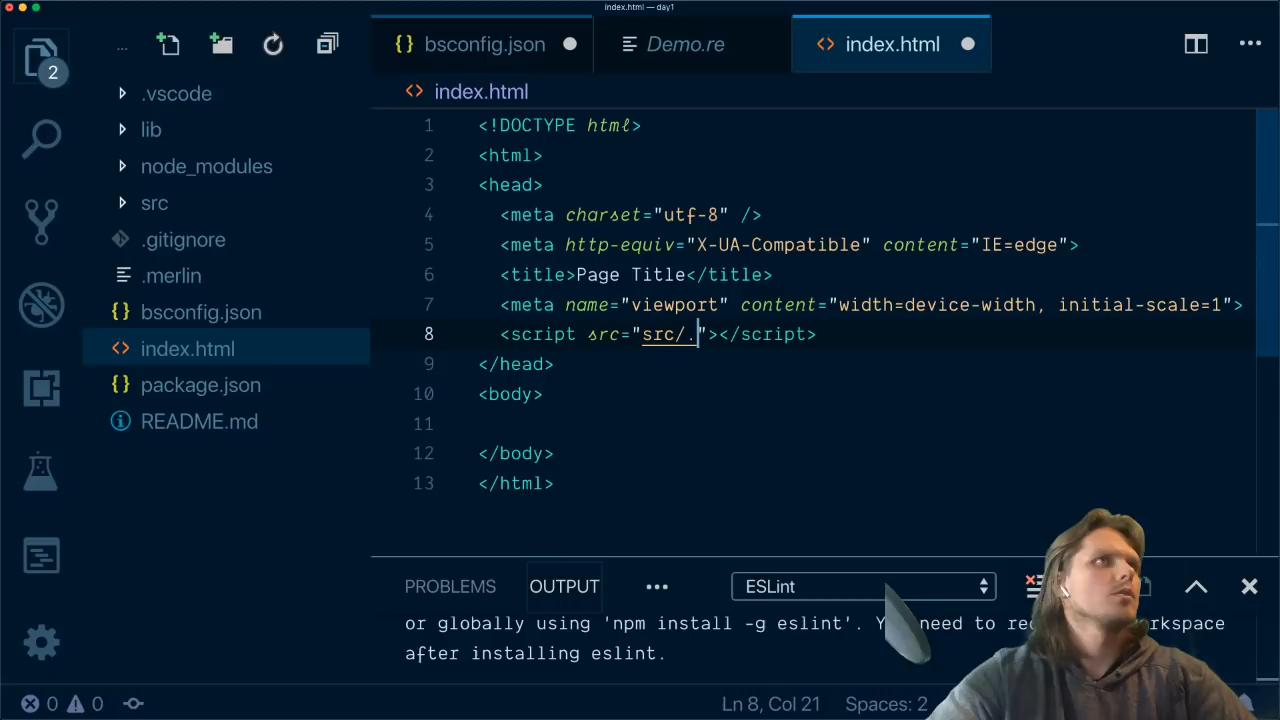 index.html — day1
2
...
{} bsconfig.json
Demo.re
<> index.html
...
<> index.html
.vscode
lib
node_modules
src
.gitignore
.merlin
{} bsconfig.json
<> index.html
{} package.json
README.md
1 <!DOCTYPE html>
2 <html>
3 <head>
4 <meta charset="utf-8" />
5 <meta http-equiv="X-UA-Compatible" content="IE=edge">
6 <title>Page Title</title>
7 <meta name="viewport" content="width=device-width, initial-scale=1">
8 <script src="src/."></script>
9 </head>
10 <body>
11
12 </body>
13 </html>
PROBLEMS OUTPUT ... ESLint
or globally using 'npm install -g eslint'. need to workspace
after installing eslint.
0 0 Ln 8, Col 21 Spaces: 2